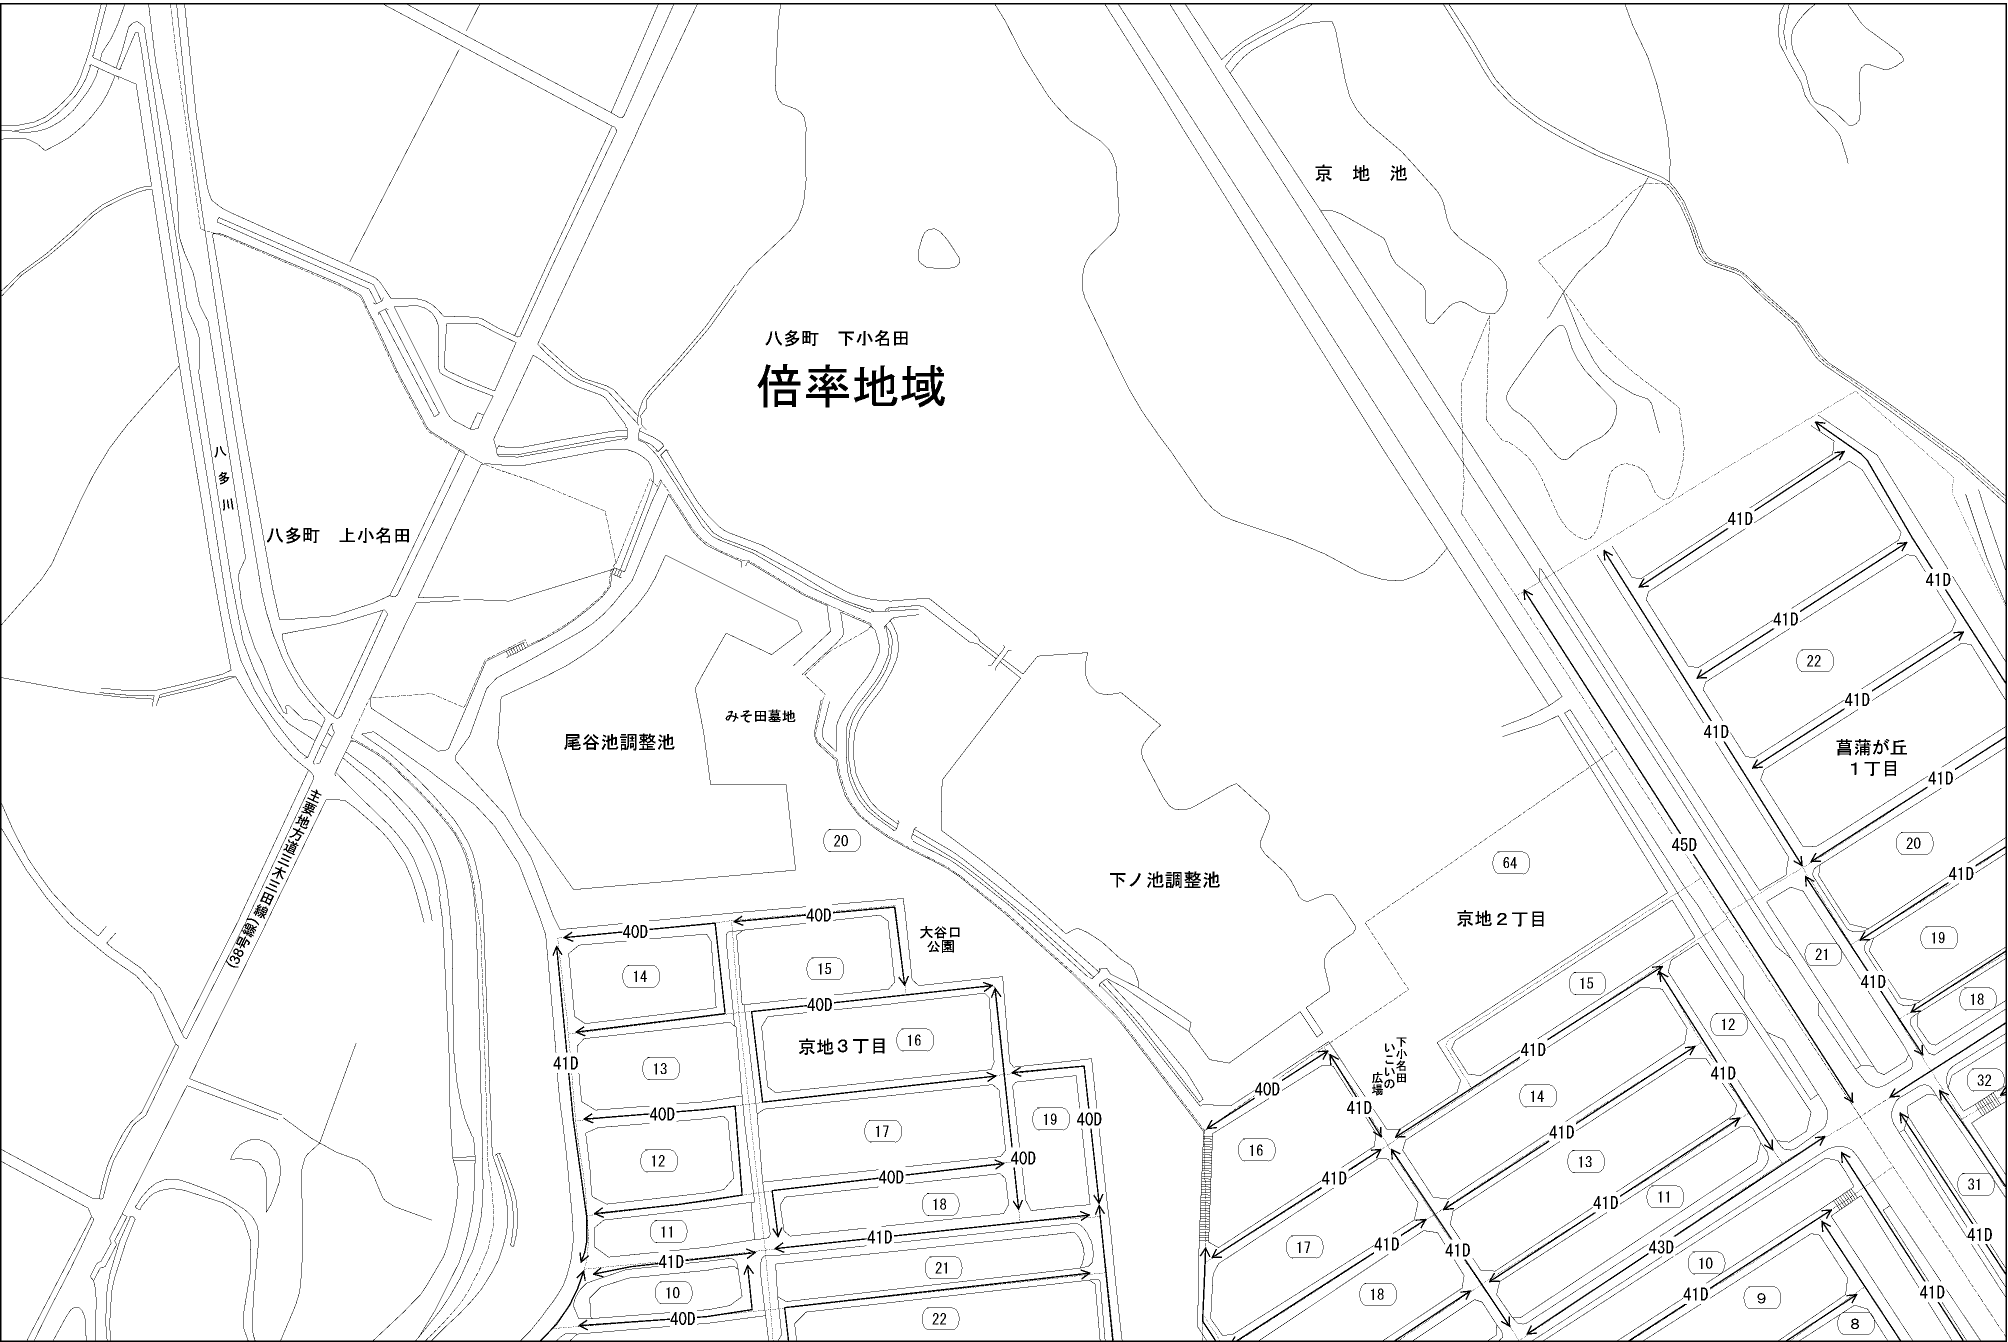 京　地　池
八多町　下小名田
倍率地域
八多川
八多町　上小名田
41D
41D
41D
41D
22
41D
41D
菖蒲が丘
１丁目
41D
みそ田墓地
尾谷池調整池
主要地方道三木三田線
(38号線)
20
下ノ池調整池
45D
64
20
41D
京地２丁目
40D
40D
大谷口
公園
19
21
14
15
15
41D
18
40D
12
京地３丁目
16
下小名田
いこいの
広場
41D
41D
13
40D
41D
41D
32
14
40D
19
40D
17
41D
12
16
13
40D
41D
40D
31
11
41D
18
11
41D
41D
17
41D
41D
43D
41D
10
21
10
18
41D
9
41D
40D
22
8